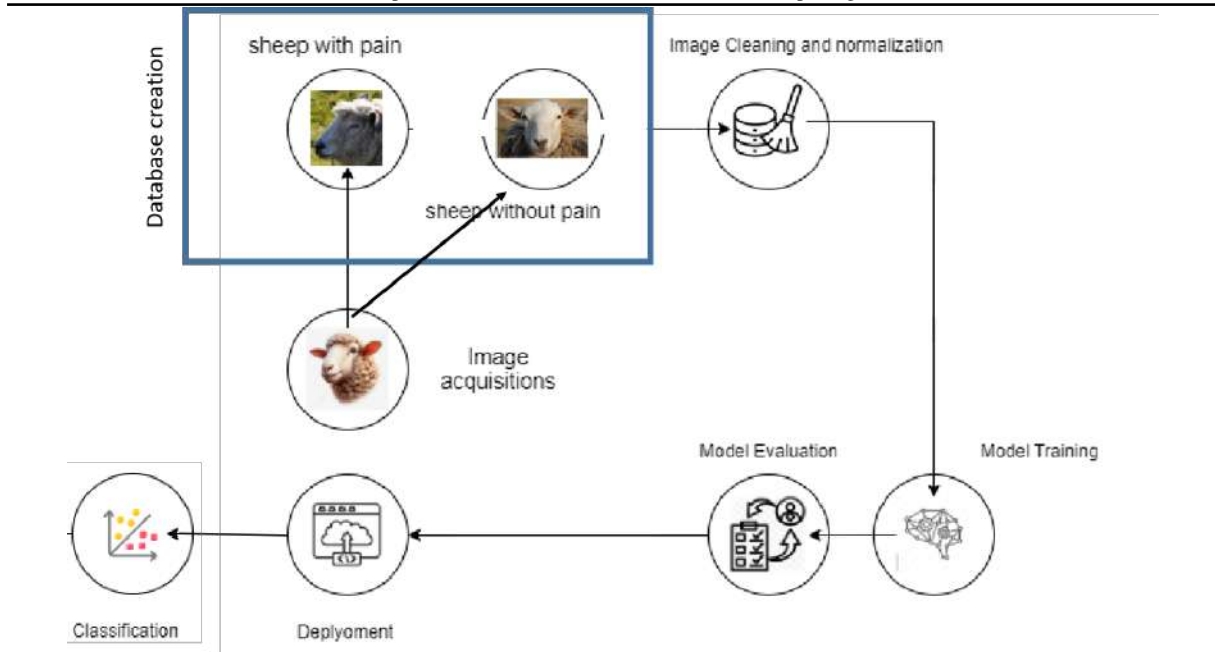 Database creation
sheep with pain
sheep without pain
Image Cleaning and normalization
Image
acquisitions
Model Evaluation
Model Training
Classification
Deplyoment